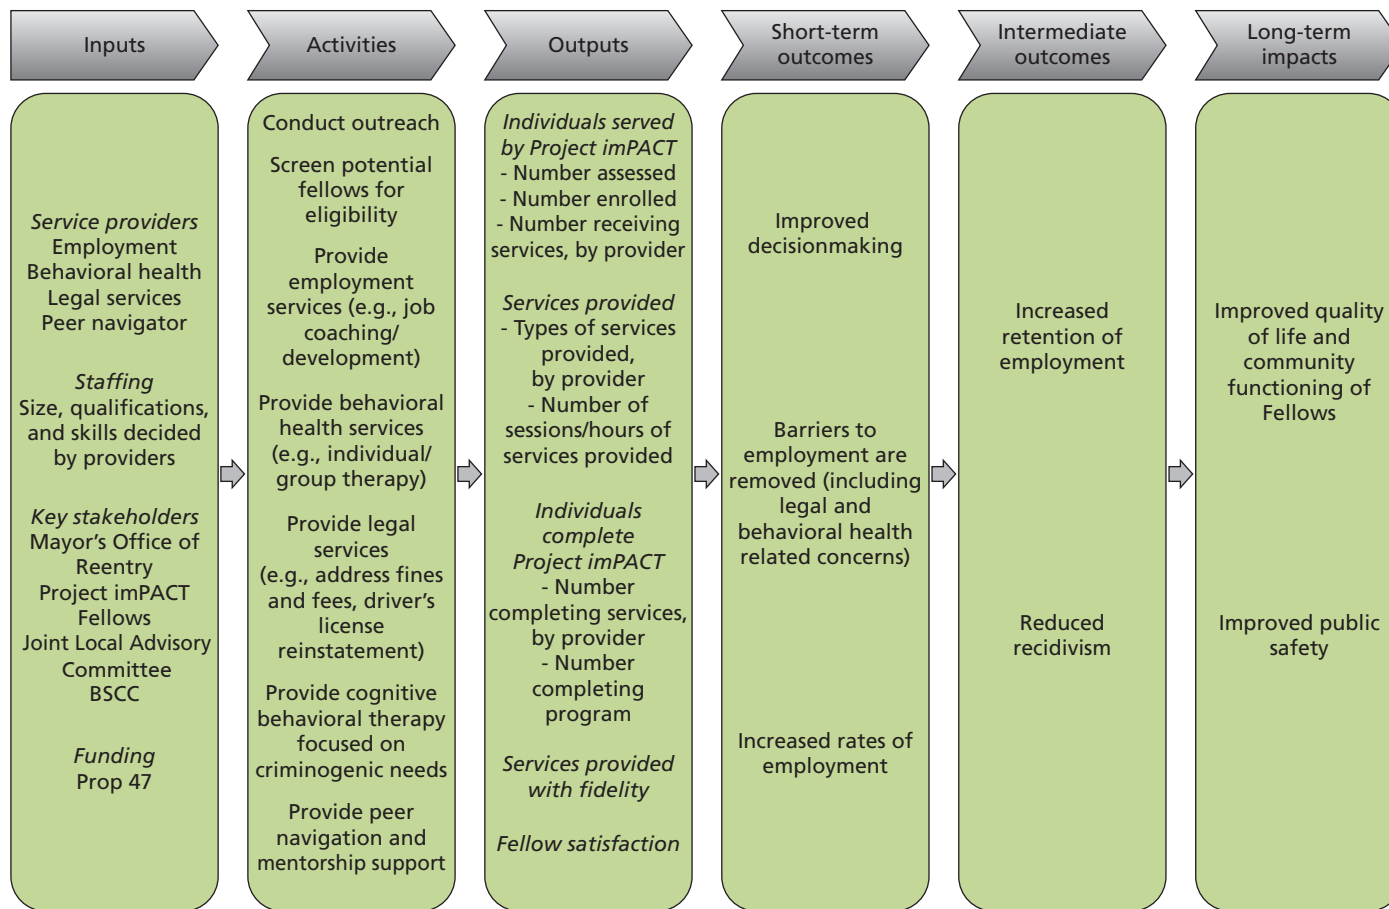 Inputs
Activities
Outputs
Short-term
outcomes
Intermediate
outcomes
Long-term
impacts
Service providers
Employment
Behavioral health
Legal services
Peer navigator
Staffing
Size, qualifications,
and skills decided
by providers
Key stakeholders
Mayor’s Office of
Reentry
Project imPACT
Fellows
Joint Local Advisory
Committee
BSCC
Funding
Prop 47
Conduct outreach
Screen potential
fellows for
eligibility
Provide
employment
services (e.g., job
coaching/
development)
Provide behavioral
health services
(e.g., individual/
group therapy)
Provide legal
services
(e.g., address fines
and fees, driver’s
license
reinstatement)
Provide cognitive
behavioral therapy
focused on
criminogenic needs
Provide peer
navigation and
mentorship support
Individuals served
by Project imPACT
- Number assessed
- Number enrolled
- Number receiving
services, by provider
Services provided
- Types of services
provided,
by provider
- Number of
sessions/hours of
services provided
Individuals
complete
Project imPACT
- Number
completing services,
by provider
- Number
completing
program
Services provided
with fidelity
Fellow satisfaction
Improved
decisionmaking
Barriers to
employment are
removed (including
legal and
behavioral health
related concerns)
Increased rates of
employment
Increased
retention of
employment
Reduced
recidivism
Improved quality
of life and
community
functioning of
Fellows
Improved public
safety